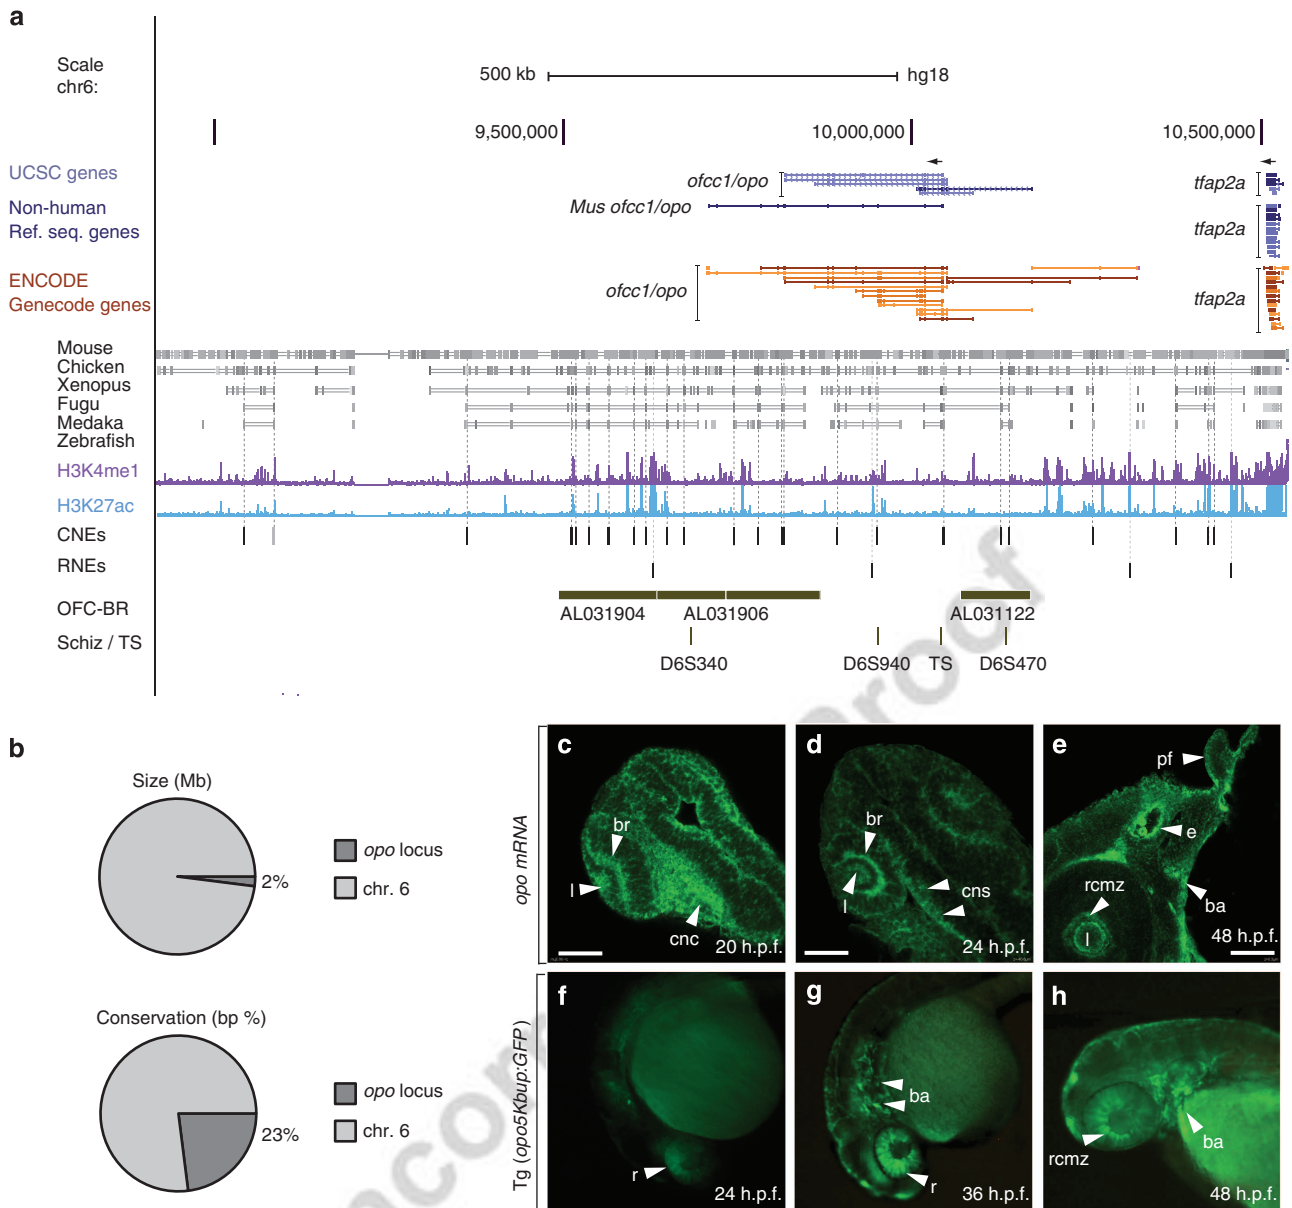 a
Scale
chr6:
500 kb
hg18
9,500,000
10,000,000
10,500,000
UCSC genes
ofcc1/opo
tfap2a
Non-human
Ref. seq. genes
Mus ofcc1/opo
tfap2a
ENCODE
Genecode genes
ofcc1/opo
tfap2a
Mouse
Chicken
Xenopus
Fugu
Medaka
Zebrafish
H3K4me1
H3K27ac
CNEs
RNEs
OFC-BR
AL031904
AL031906
AL031122
Schiz / TS
D6S340
D6S940
TS
D6S470
b
Size (Mb)
2%
opo locus
chr. 6
Conservation (bp %)
23%
opo locus
chr. 6
opo mRNA
c
br
l
cnc
20 h.p.f.
d
br
l
cns
24 h.p.f.
e
pf
e
rcmz
l
ba
48 h.p.f.
Tg (opo5Kbup:GFP)
f
r
24 h.p.f.
g
ba
r
36 h.p.f.
h
rcmz
ba
48 h.p.f.